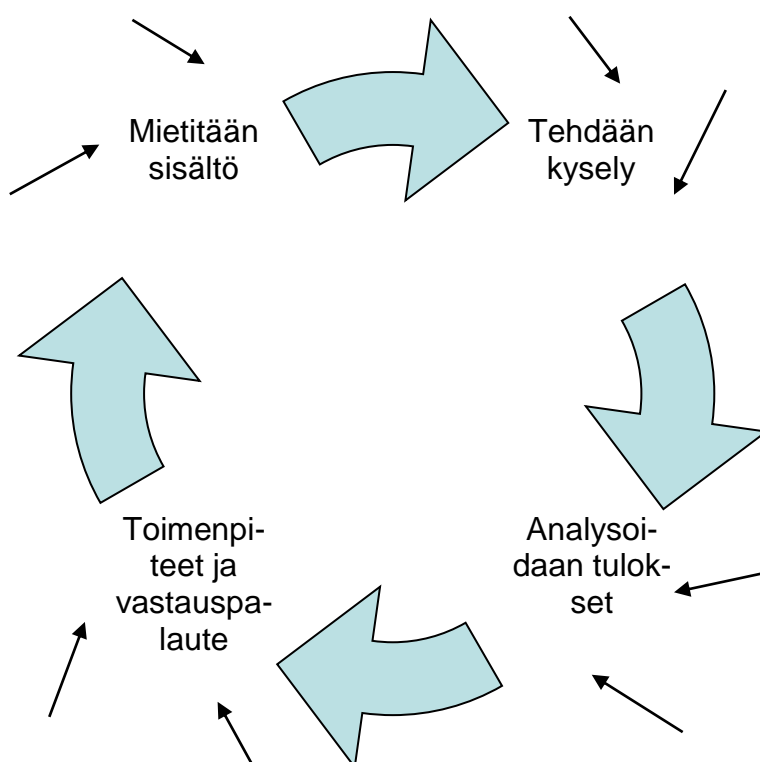 Mietitään
sisältö
Tehdään
kysely
Toimenpi-
teet ja
vastauspa-
laute
Analysoi-
daan tulok-
set